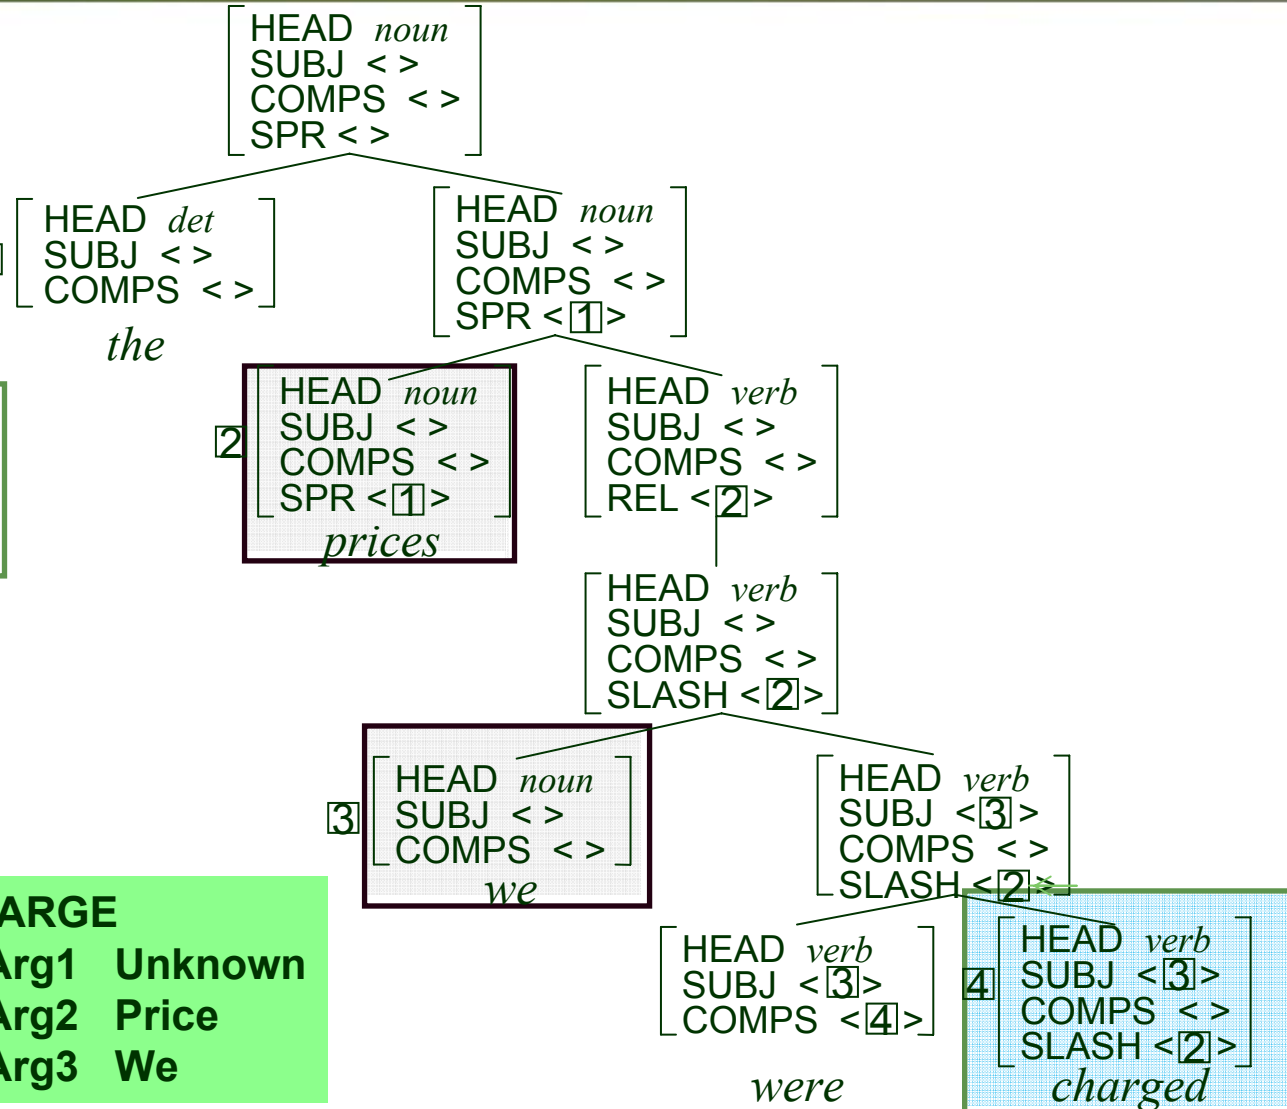 HEAD noun
SUBJ < >
COMPS < >
SPR < >
HEAD det
SUBJ < >
COMPS < >
the
HEAD noun
SUBJ < >
COMPS < >
SPR < 1 >
2
HEAD noun
SUBJ < >
COMPS < >
SPR < 1 >
prices
HEAD verb
SUBJ < >
COMPS < >
REL < 2 >
HEAD verb
SUBJ < >
COMPS < >
SLASH < 2 >
3
HEAD noun
SUBJ < >
COMPS < >
we
HEAD verb
SUBJ < 3 >
COMPS < >
SLASH < 2 >
HEAD verb
SUBJ < 3 >
COMPS < 4 >
were
4
HEAD verb
SUBJ < 3 >
COMPS < >
SLASH < 2 >
charged
ARGE
Arg1 Unknown
Arg2 Price
Arg3 We